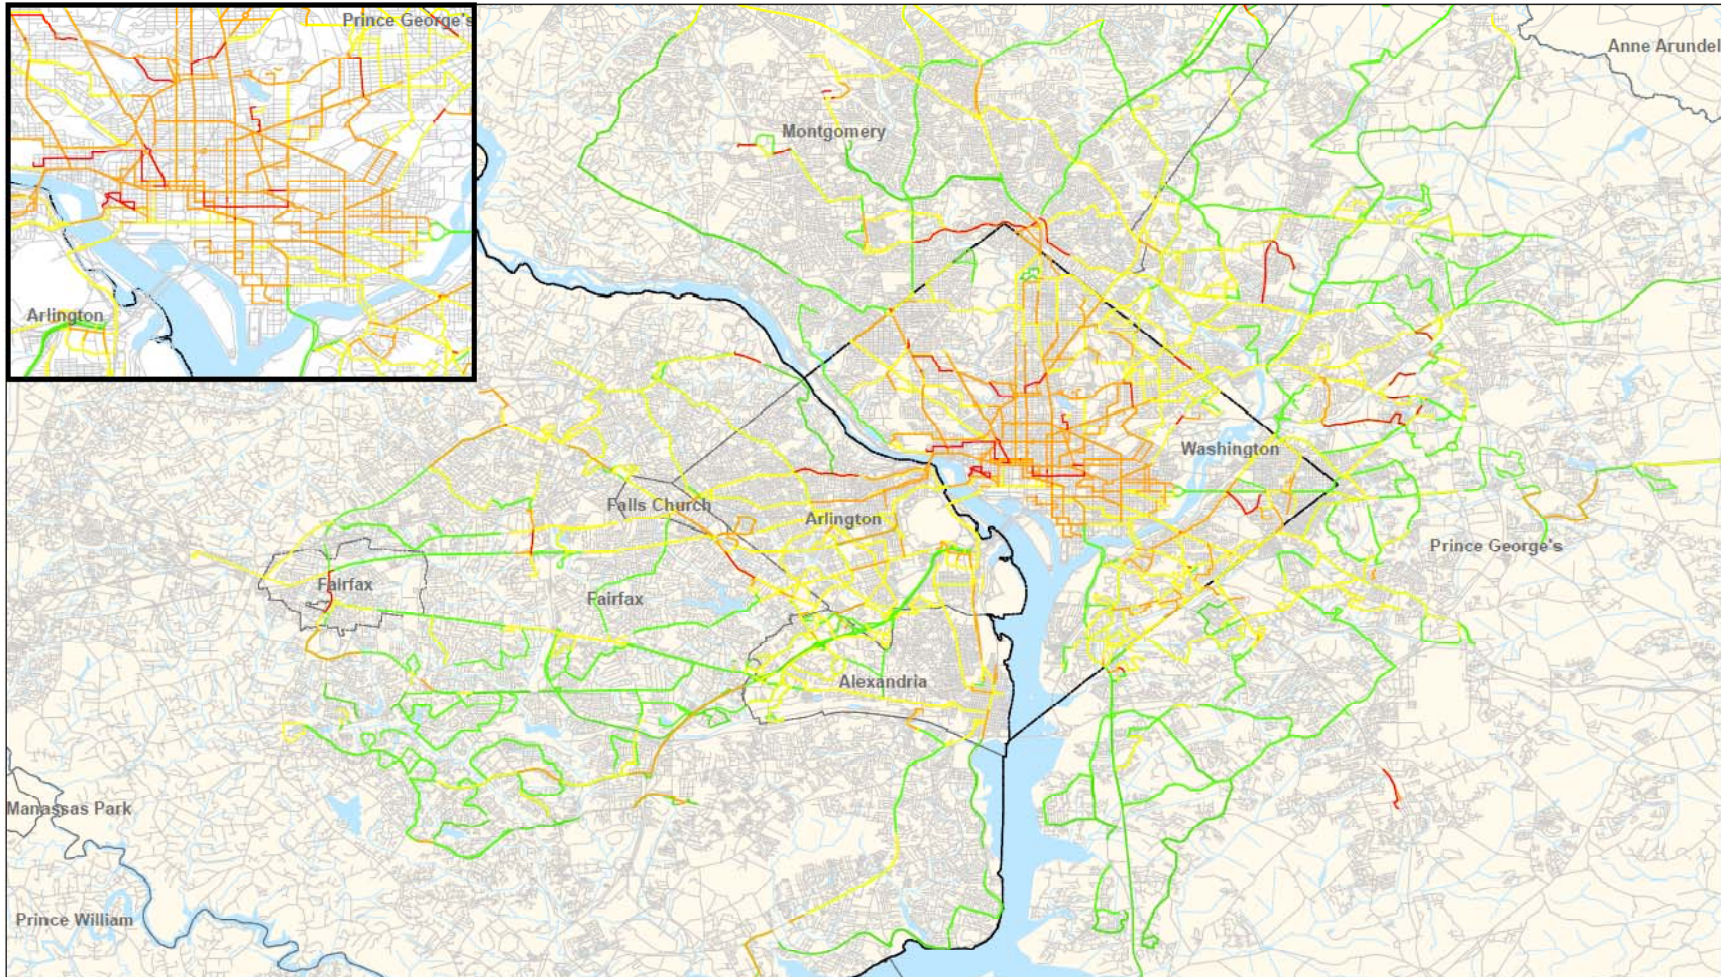 Prince George's
Arlington
Anne Arundel
Montgomery
Washington
Falls Church
Arlington
Prince George's
Fairfax
Fairfax
Alexandria
Manassas Park
Prince William